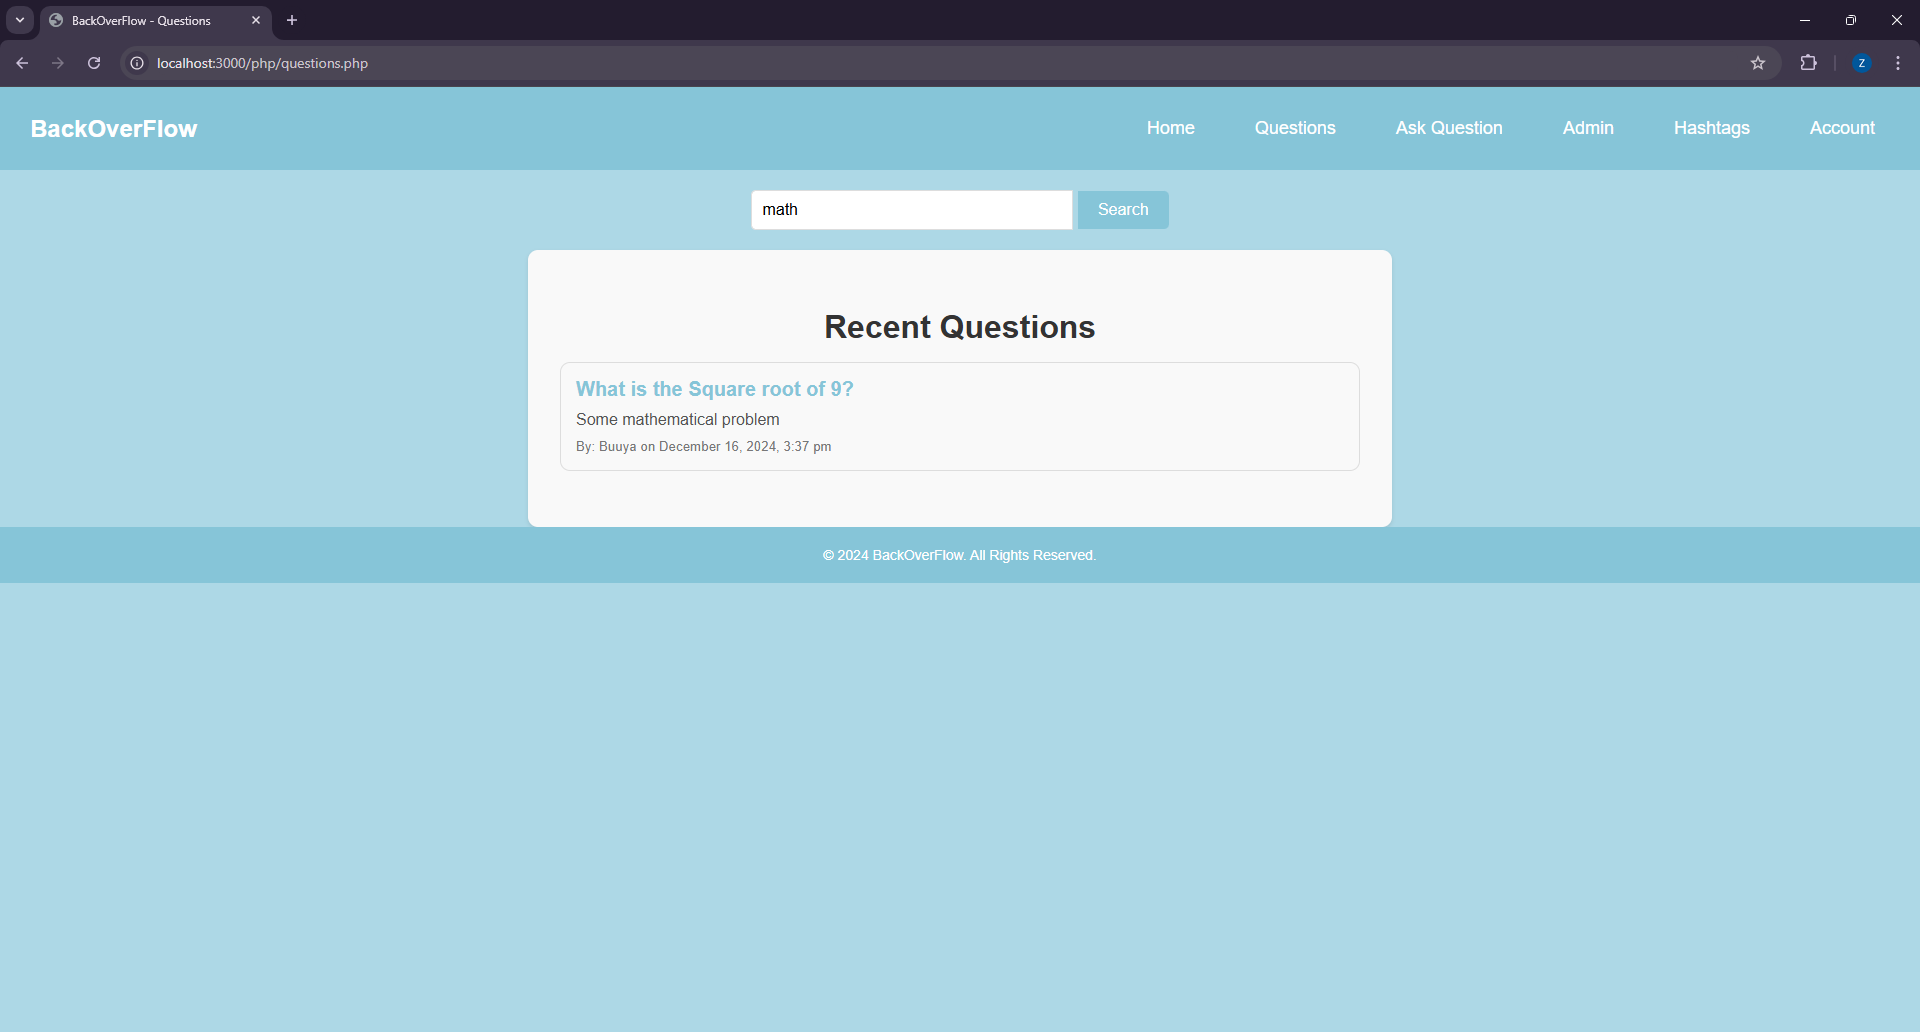 BackOverFlow - Questions
localhost:3000/php/questions.php
Z
BackOverFlow
Home Questions Ask Question Admin Hashtags Account
math Search
Recent Questions
What is the Square root of 9?
Some mathematical problem
By: Buuya on December 16, 2024, 3:37 pm
© 2024 BackOverFlow. All Rights Reserved.